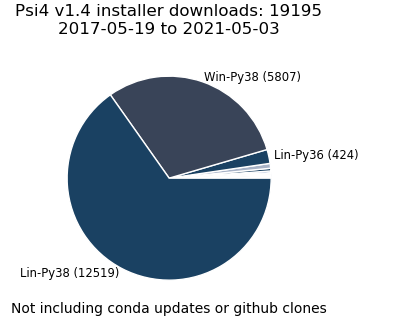 Psi4 v1.4 installer downloads: 19195
2017-05-19 to 2021-05-03
Win-Py38 (5807)
Lin-Py36 (424)
Lin-Py38 (12519)
Not including conda updates or github clones